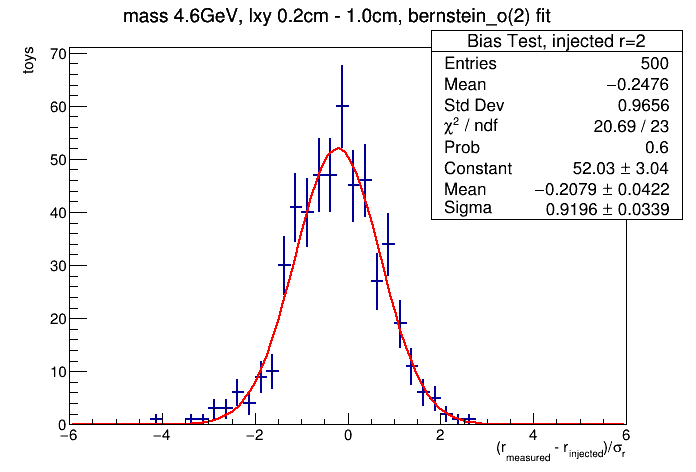 mass 4.6GeV, lxy 0.2cm - 1.0cm, bernstein_o(2) fit
Bias Test, injected r=2
Entries 500
Mean −0.2476
Std Dev 0.9656
χ² / ndf 20.69 / 23
Prob 0.6
Constant 52.03 ± 3.04
Mean −0.2079 ± 0.0422
Sigma 0.9196 ± 0.0339
toys
70
60
50
40
30
20
10
0
−6 −4 −2 0 2 4 6
(r_measured - r_injected)/σ_r